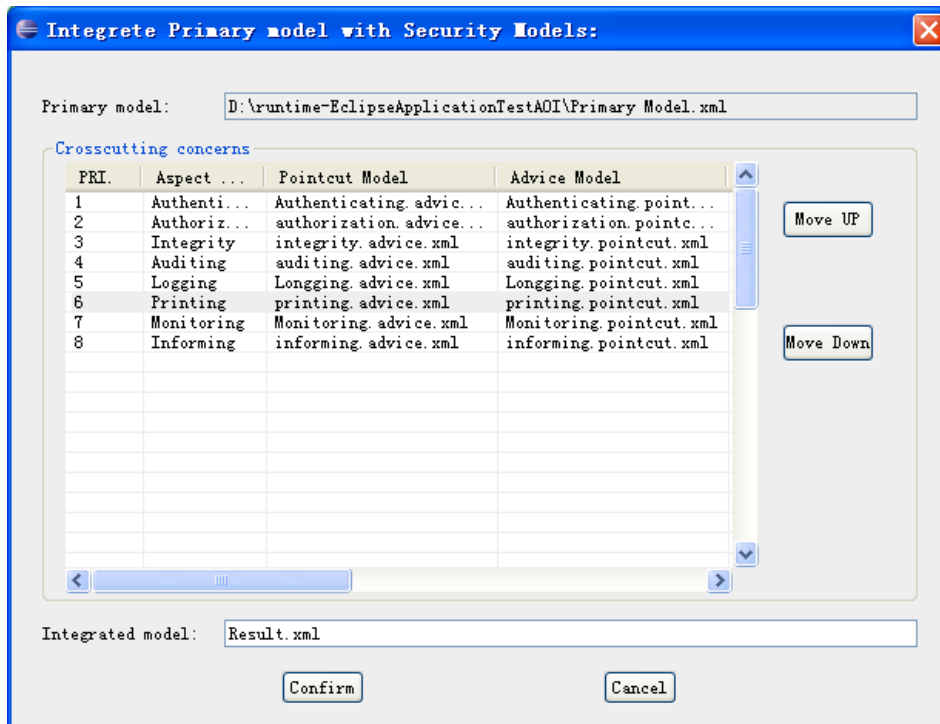 Integrete Primary model with Security Models:
Primary model: D:\runtime-EclipseApplicationTestAOI\Primary Model.xml
Crosscutting concerns
PRI. Aspect ... Pointcut Model Advice Model
1 Authenti... Authenticating.advic... Authenticating.point...
2 Authoriz... authorization.advice... authorization.pointc...
3 Integrity integrity.advice.xml integrity.pointcut.xml
4 Auditing auditing.advice.xml auditing.pointcut.xml
5 Logging Longging.advice.xml Longging.pointcut.xml
6 Printing printing.advice.xml printing.pointcut.xml
7 Monitoring Monitoring.advice.xml Monitoring.pointcut.xml
8 Informing informing.advice.xml informing.pointcut.xml
Move UP
Move Down
Integrated model: Result.xml
Confirm Cancel